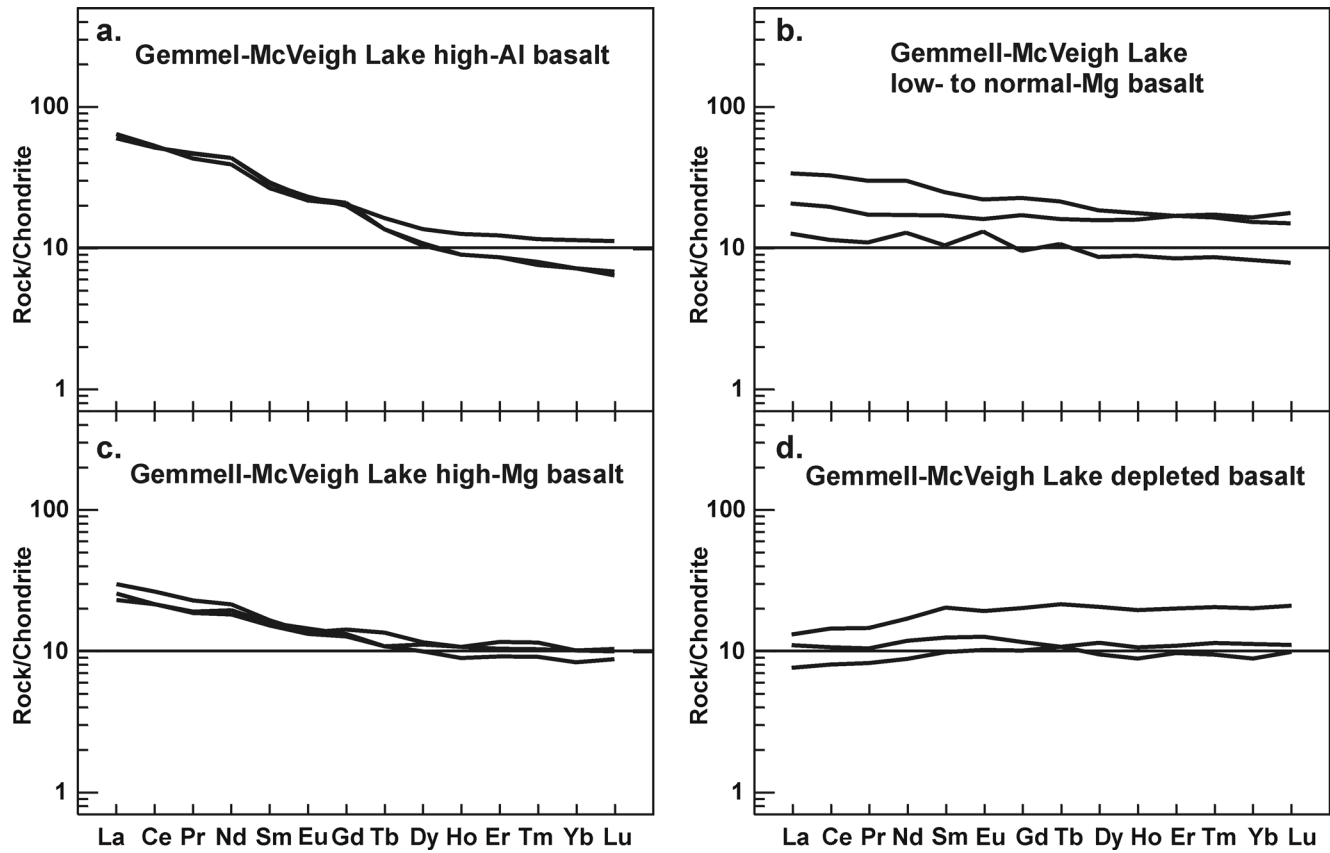 a.
Gemmel-McVeigh Lake high-Al basalt
100
10
1
Rock/Chondrite
b.
Gemmell-McVeigh Lake
low- to normal-Mg basalt
100
10
1
Rock/Chondrite
c.
Gemmell-McVeigh Lake high-Mg basalt
100
10
1
Rock/Chondrite
La Ce Pr Nd Sm Eu Gd Tb Dy Ho Er Tm Yb Lu
d.
Gemmell-McVeigh Lake depleted basalt
100
10
1
Rock/Chondrite
La Ce Pr Nd Sm Eu Gd Tb Dy Ho Er Tm Yb Lu